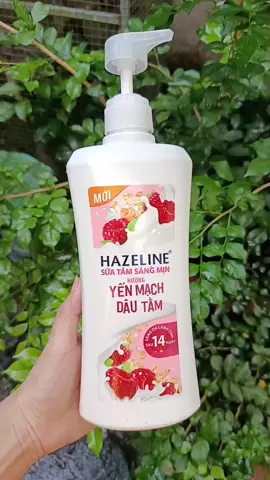 MỚI
HAZELINE®
SỮA TẮM SÁNG MỊN
HƯƠNG
YẾN MẠCH
DÂU TẰM
14